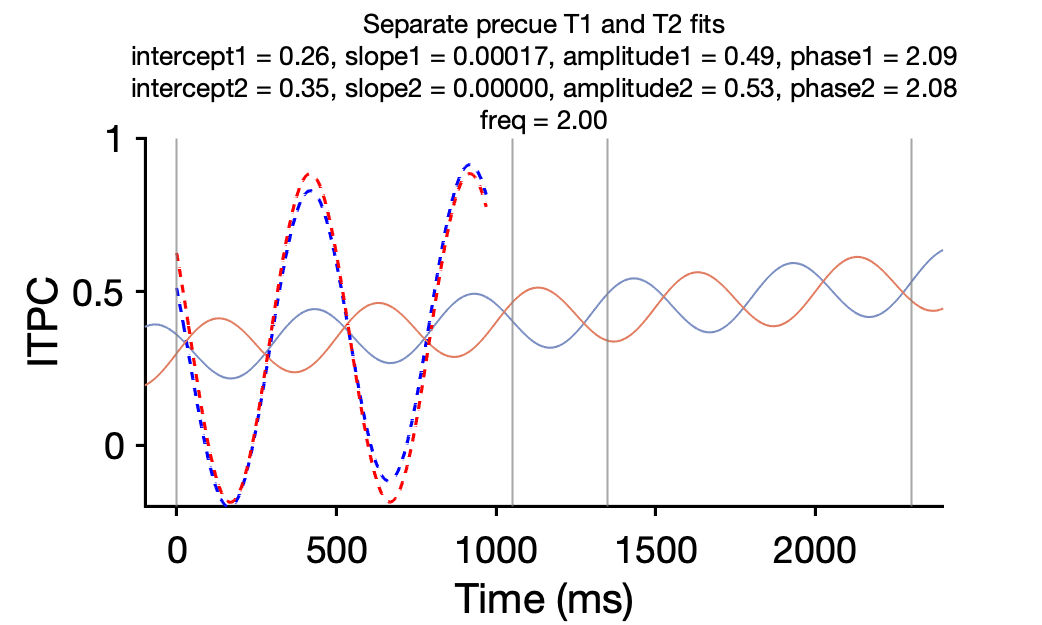 Separate precue T1 and T2 fits
intercept1 = 0.26, slope1 = 0.00017, amplitude1 = 0.49, phase1 = 2.09
intercept2 = 0.35, slope2 = 0.00000, amplitude2 = 0.53, phase2 = 2.08
freq = 2.00
1
0.5
0
ITPC
0 500 1000 1500 2000
Time (ms)